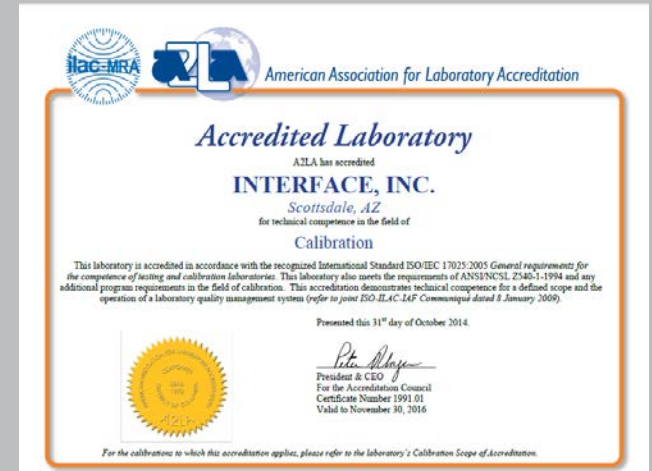 ilac-MRA
A2LA
American Association for Laboratory Accreditation
Accredited Laboratory
A2LA has accredited
INTERFACE, INC.
Scottsdale, AZ
for technical competence in the field of
Calibration
This laboratory is accredited in accordance with the recognized International Standard ISO/IEC 17025:2005 General requirements for
the competence of testing and calibration laboratories. This laboratory also meets the requirements of ANSI/NCSL Z540-1-1994 and any
additional program requirements in the field of calibration. This accreditation demonstrates technical competence for a defined scope and the
operation of a laboratory quality management system (refer to joint ISO-ILAC-IAF Communiqué dated 8 January 2009).
Presented this 31st day of October 2014.
President & CEO
For the Accreditation Council
Certificate Number 1991.01
Valid to November 30, 2016
A2LA
For the calibrations to which this accreditation applies, please refer to the laboratory's Calibration Scope of Accreditation.